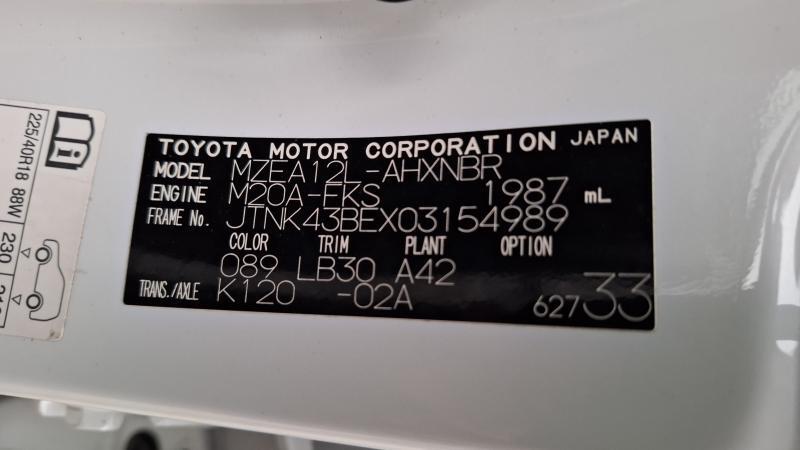 225/40R18 88W 230
TOYOTA MOTOR CORPORATION JAPAN
MODEL MZEA12L-AHXNBR
ENGINE M20A-FKS 1987 mL
FRAME No. JTNK43BEX03154989
COLOR TRIM PLANT OPTION
089 LB30 A42
TRANS./AXLE K120 -02A
62733